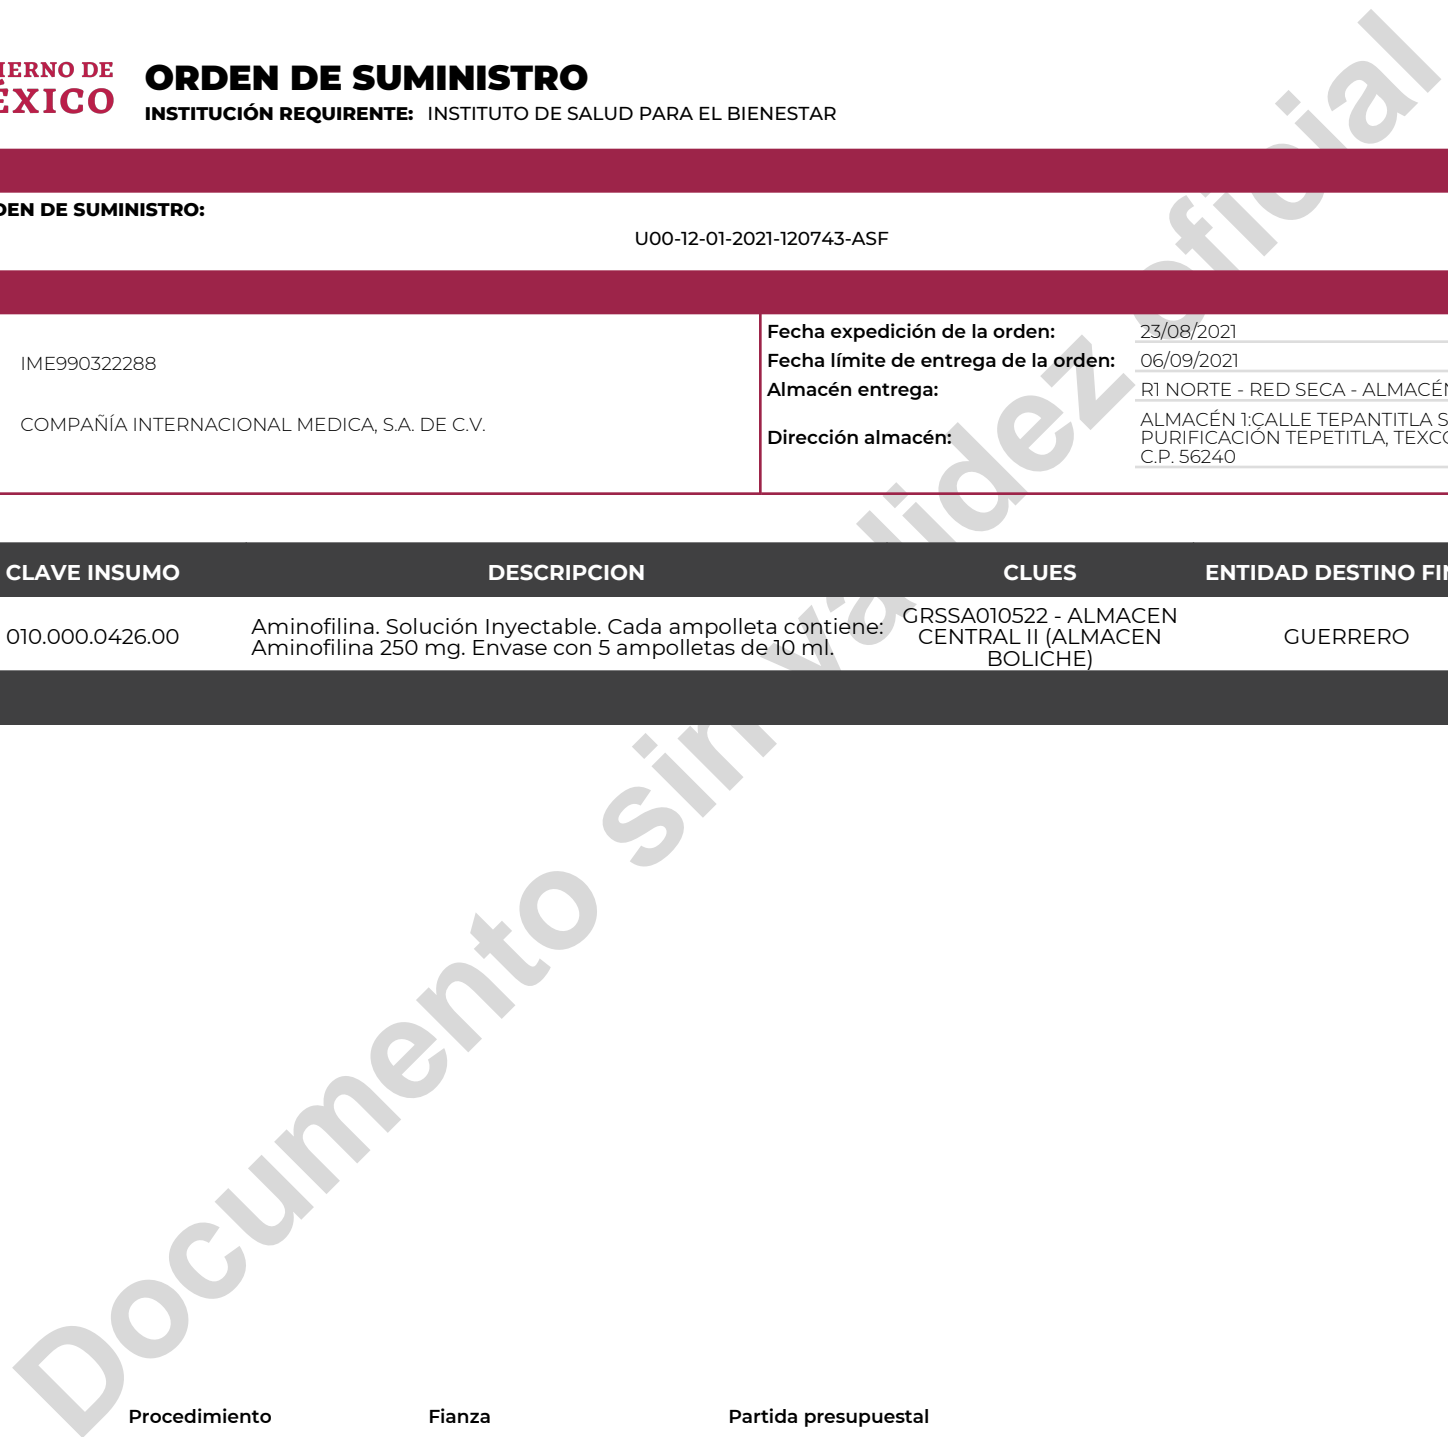 IERNO DE
ÉXICO
ORDEN DE SUMINISTRO
INSTITUCIÓN REQUIRENTE: INSTITUTO DE SALUD PARA EL BIENESTAR
DEN DE SUMINISTRO:
U00-12-01-2021-120743-ASF
IME990322288
COMPAÑÍA INTERNACIONAL MEDICA, S.A. DE C.V.
Fecha expedición de la orden: 23/08/2021
Fecha límite de entrega de la orden: 06/09/2021
Almacén entrega: R1 NORTE - RED SECA - ALMACÉN
Dirección almacén: ALMACÉN 1:CALLE TEPANTITLA S
PURIFICACIÓN TEPETITLA, TEXCO
C.P. 56240
CLAVE INSUMO DESCRIPCION CLUES ENTIDAD DESTINO FIN
010.000.0426.00
Aminofilina. Solución Inyectable. Cada ampolleta contiene:
Aminofilina 250 mg. Envase con 5 ampolletas de 10 ml.
GRSSA010522 - ALMACEN
CENTRAL II (ALMACEN
BOLICHE)
GUERRERO
Documento sin validez oficial
Procedimiento Fianza Partida presupuestal